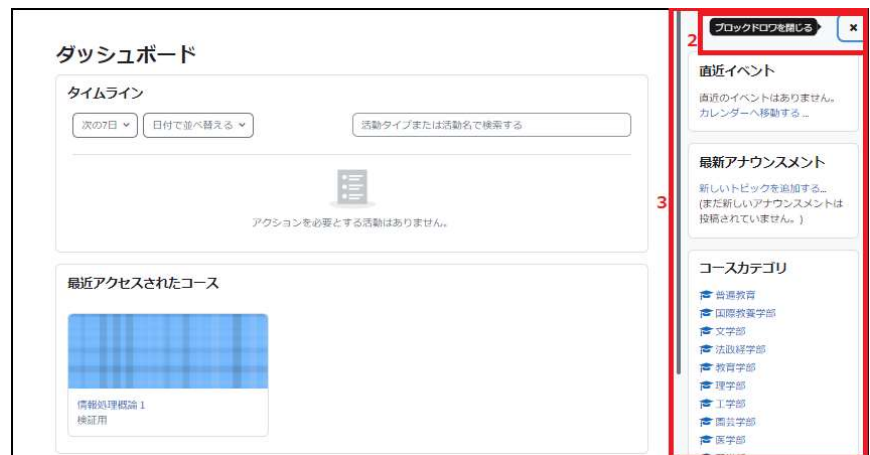 ダッシュボード
タイムライン
次の7日
日付で並べ替える
活動タイプまたは活動名で検索する
アクションを必要とする活動はありません。
最近アクセスされたコース
情報処理概論 1
検証用
2
ブロックドロワを閉じる
×
3
直近イベント
直近のイベントはありません。
カレンダーへ移動する ...
最新アナウンスメント
新しいトピックを追加する...
(まだ新しいアナウンスメントは
投稿されていません。)
コースカテゴリ
普遍教育
国際教養学部
文学部
法政経学部
教育学部
理学部
工学部
園芸学部
医学部